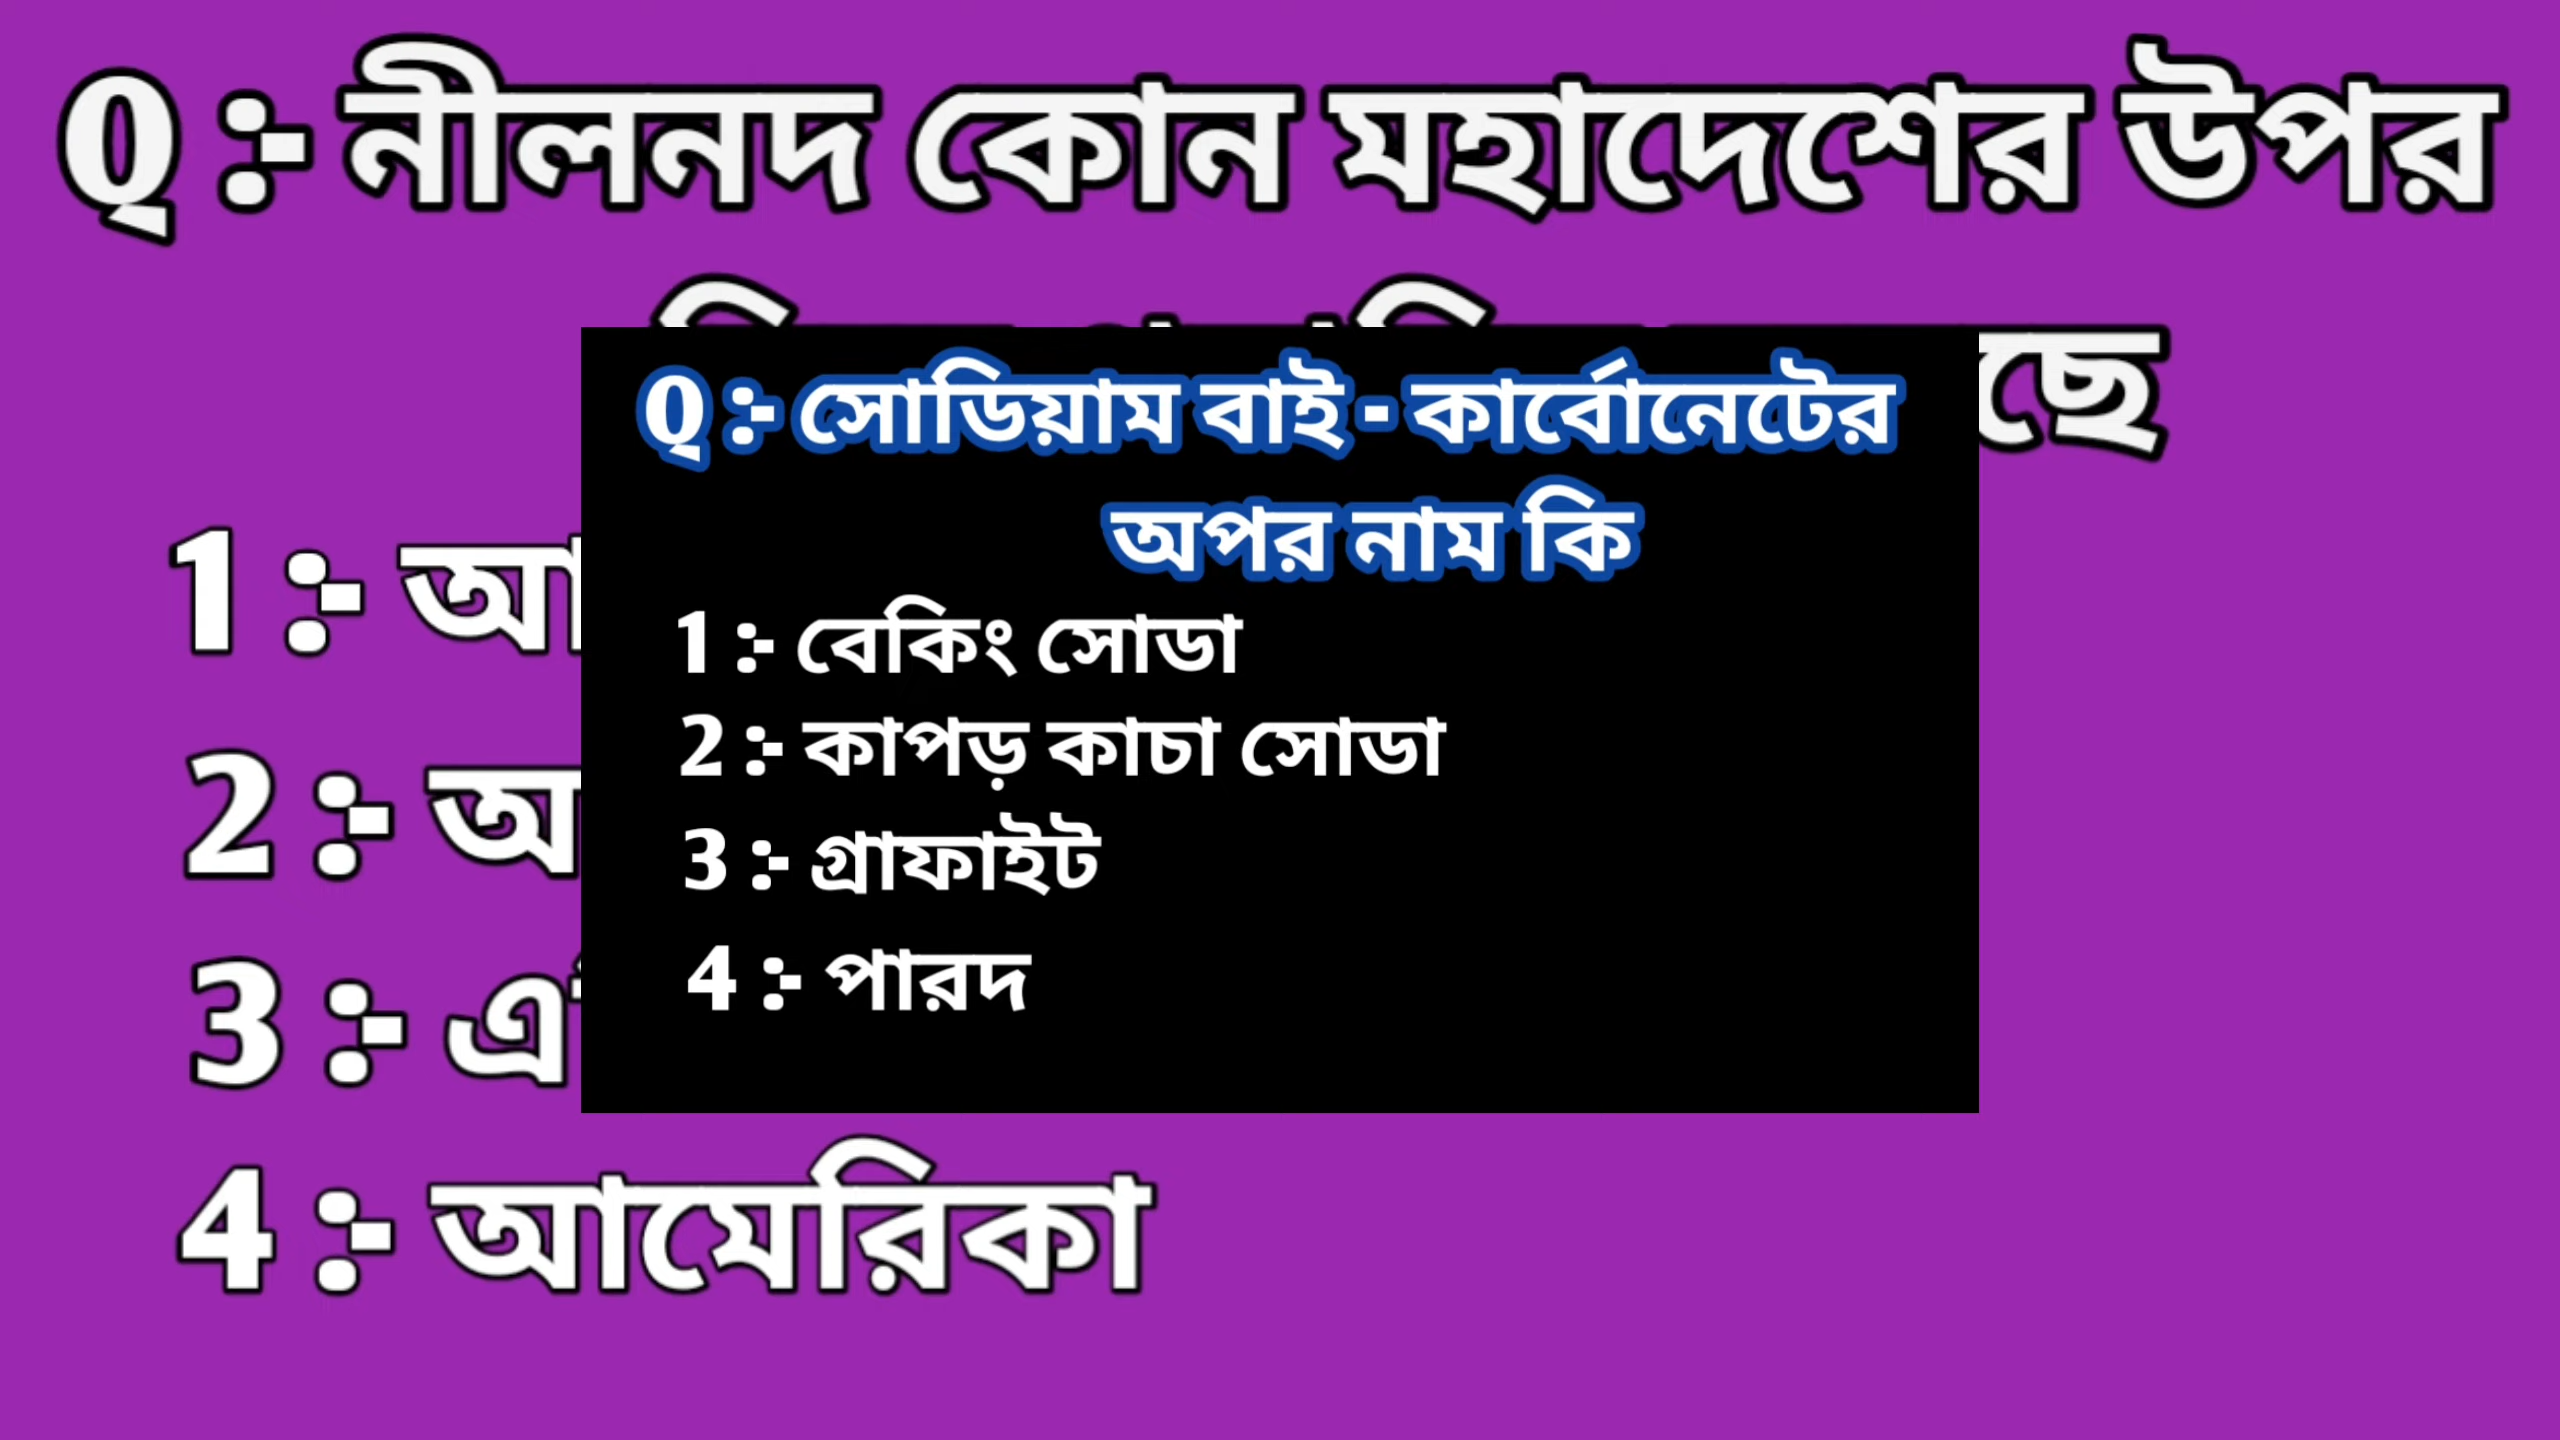 Q :- নীলনদ কোন মহাদেশের উপর
Q :- সোডিয়াম বাই - কার্বোনেটের
অপর নাম কি
1 :- বেকিং সোডা
2 :- কাপড় কাচা সোডা
3 :- গ্রাফাইট
4 :- পারদ
1 :-
2 :-
3 :-
4 :- আমেরিকা